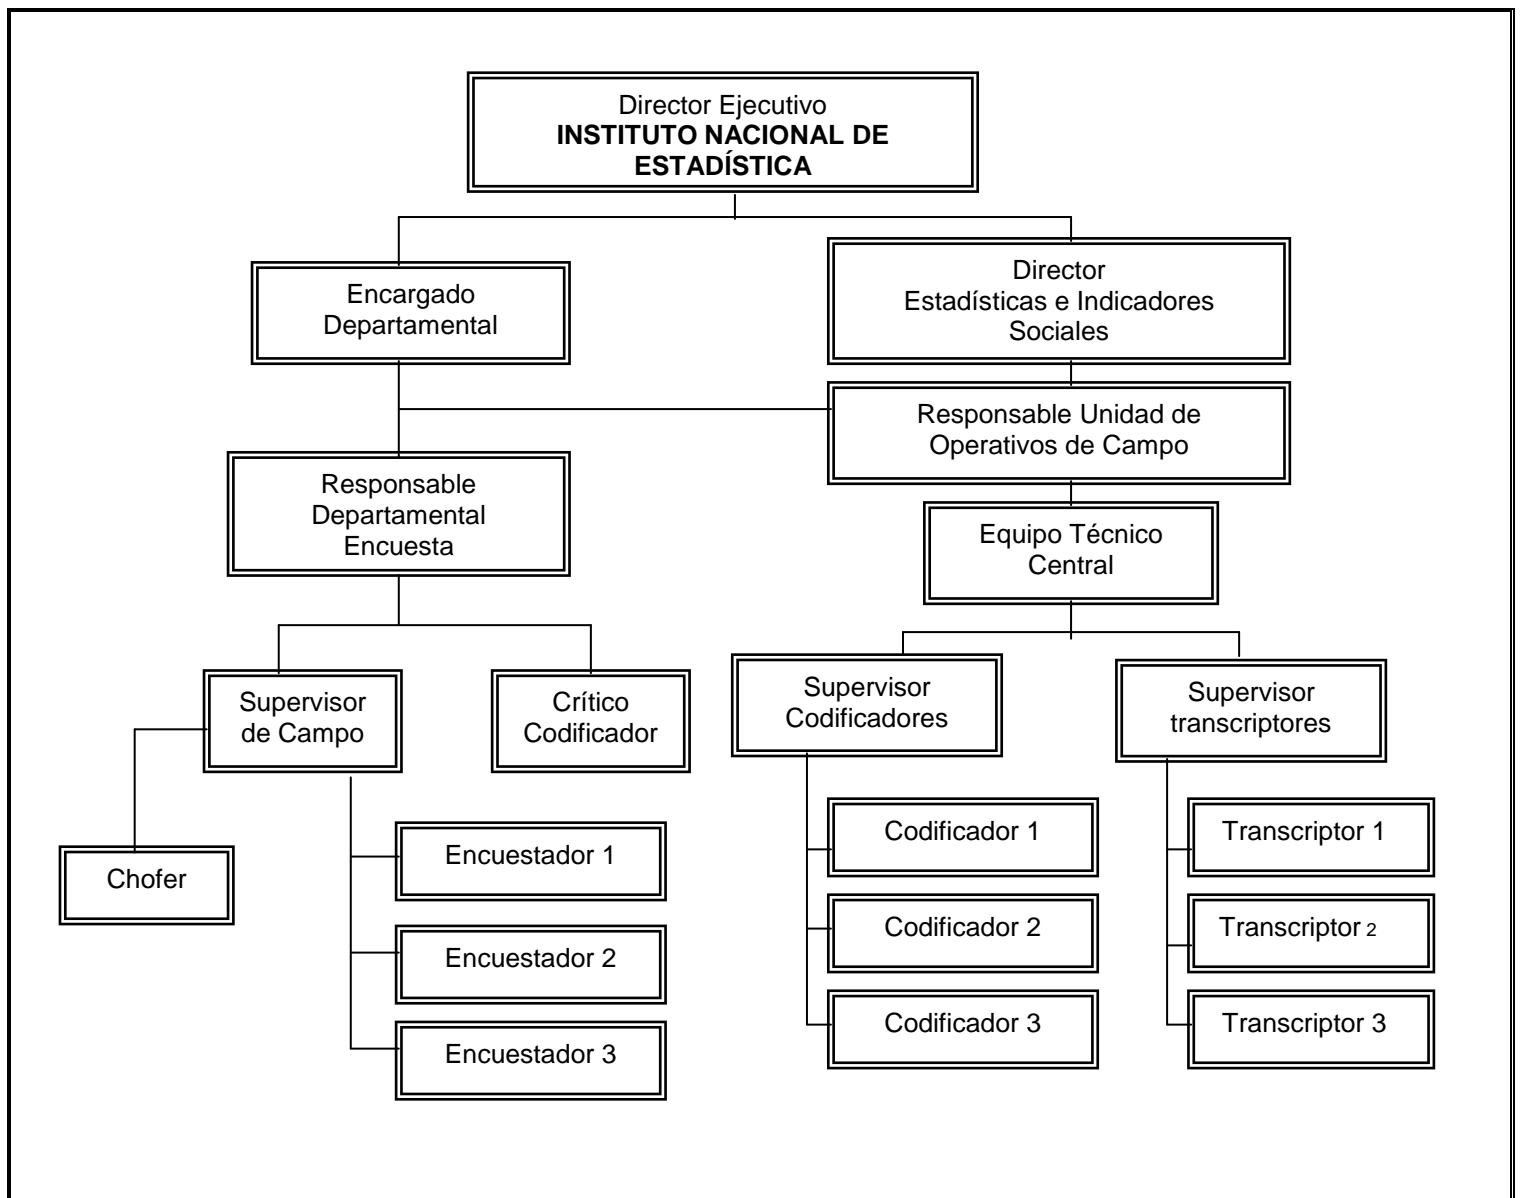 Director Ejecutivo
INSTITUTO NACIONAL DE
ESTADÍSTICA
Encargado
Departamental
Director
Estadísticas e Indicadores
Sociales
Responsable Unidad de
Operativos de Campo
Responsable
Departamental
Encuesta
Equipo Técnico
Central
Supervisor
de Campo
Crítico
Codificador
Supervisor
Codificadores
Supervisor
transcriptores
Chofer
Encuestador 1
Encuestador 2
Encuestador 3
Codificador 1
Codificador 2
Codificador 3
Transcriptor 1
Transcriptor 2
Transcriptor 3